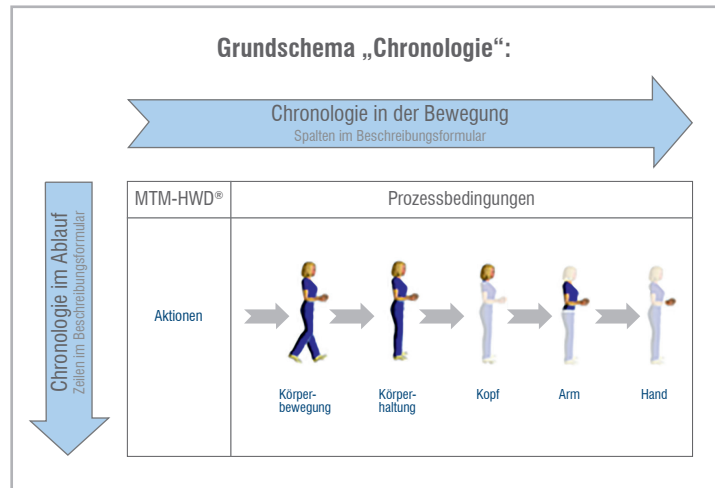 Grundschema „Chronologie“:
Chronologie in der Bewegung
Spalten im Beschreibungsformular
Chronologie im Ablauf
Zeilen im Beschreibungsformular
MTM-HWD®
Prozessbedingungen
Aktionen
Körper-
bewegung
Körper-
haltung
Kopf
Arm
Hand